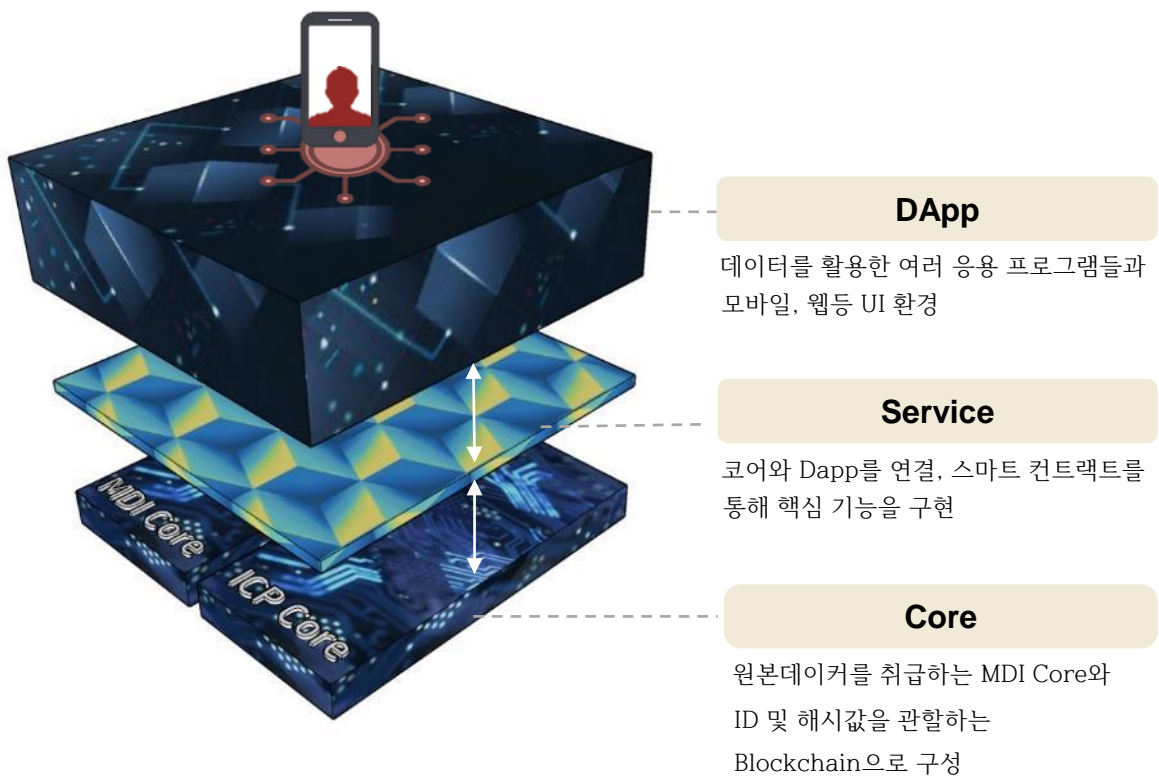 DApp
데이터를 활용한 여러 응용 프로그램들과
모바일, 웹등 UI 환경
Service
코어와 Dapp를 연결, 스마트 컨트랙트를
통해 핵심 기능을 구현
MDI Core
ICP Core
Core
원본데이커를 취급하는 MDI Core와
ID 및 해시값을 관할하는
Blockchain으로 구성